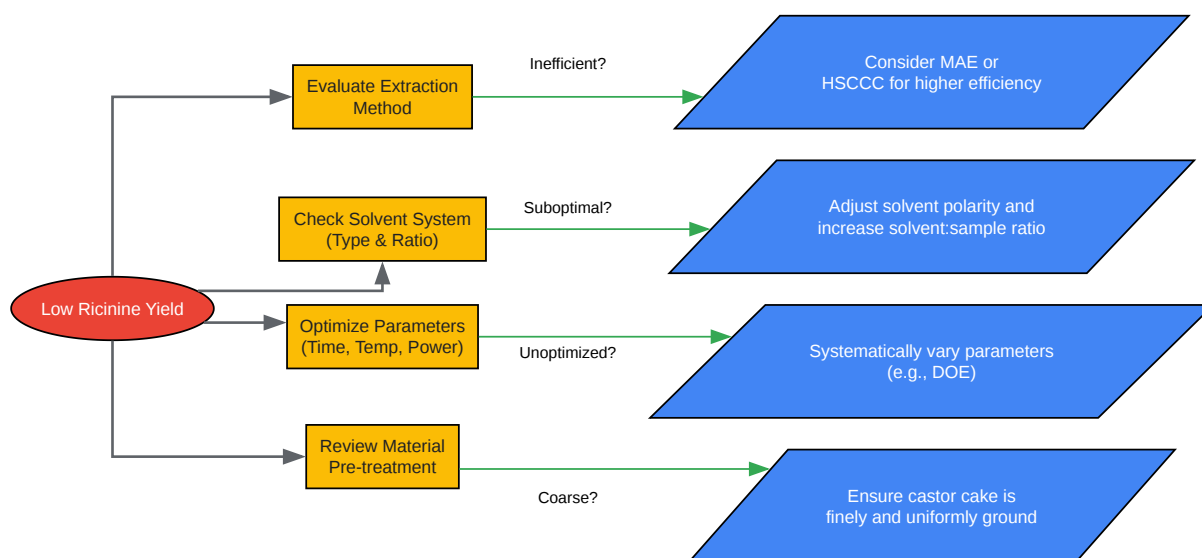 Inefficient?
Evaluate Extraction
Method
Consider MAE or
HSCCC for higher efficiency
Suboptimal?
Check Solvent System
(Type & Ratio)
Adjust solvent polarity and
increase solvent:sample ratio
Low Ricinine Yield
Optimize Parameters
(Time, Temp, Power)
Unoptimized?
Systematically vary parameters
(e.g., DOE)
Review Material
Pre-treatment
Coarse?
Ensure castor cake is
finely and uniformly ground